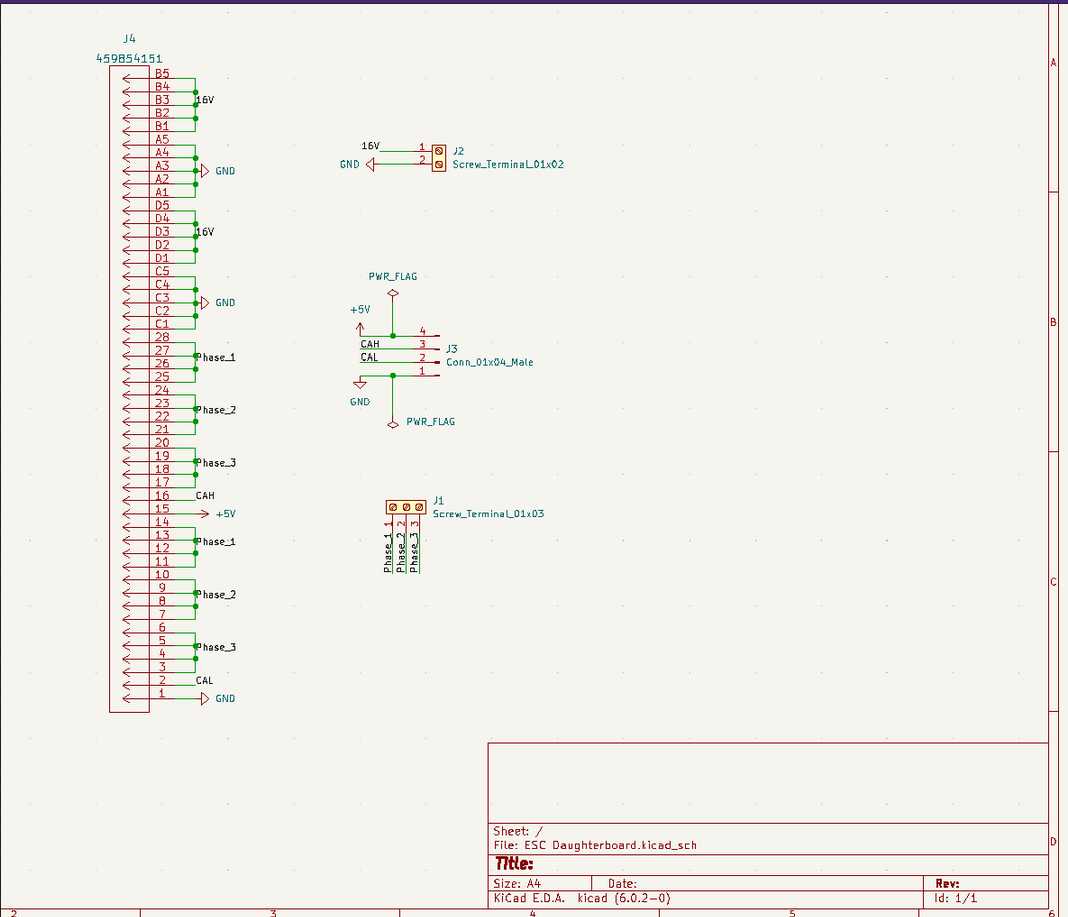 J4
459854151
B5
B4
B3
16V
B2
B1
A5
A4
A3
GND
A2
A1
D5
D4
D3
16V
D2
D1
C5
C4
C3
GND
C2
C1
28
27
Phase_1
26
25
24
23
Phase_2
22
21
20
19
Phase_3
18
17
16
CAH
15
+5V
14
13
Phase_1
12
11
10
9
Phase_2
8
7
6
5
Phase_3
4
3
2
CAL
1
GND
16V 1 J2
GND 2 Screw_Terminal_01x02
PWR_FLAG
+5V
4
CAH 3 J3
CAL 2 Conn_01x04_Male
1
GND
PWR_FLAG
J1
Screw_Terminal_01x03
1 2 3
Phase_1
Phase_2
Phase_3
A
B
C
D
Sheet: /
File: ESC Daughterboard.kicad_sch
Title:
Size: A4 Date: Rev:
KiCad E.D.A. kicad (6.0.2-0) Id: 1/1
2 3 4 5 6